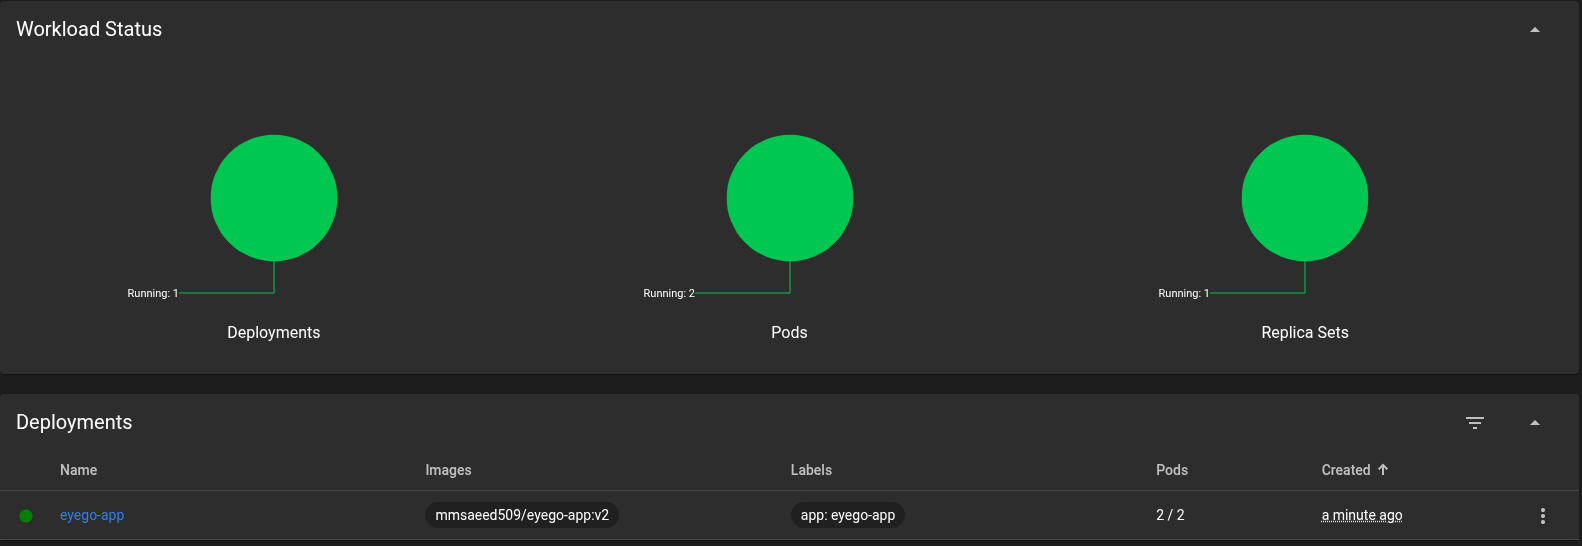 Workload Status
Running: 1
Running: 2
Running: 1
Deployments
Pods
Replica Sets
Deployments
Name Images Labels Pods Created
eyego-app mmsaeed509/eyego-app:v2 app: eyego-app 2 / 2 a minute ago